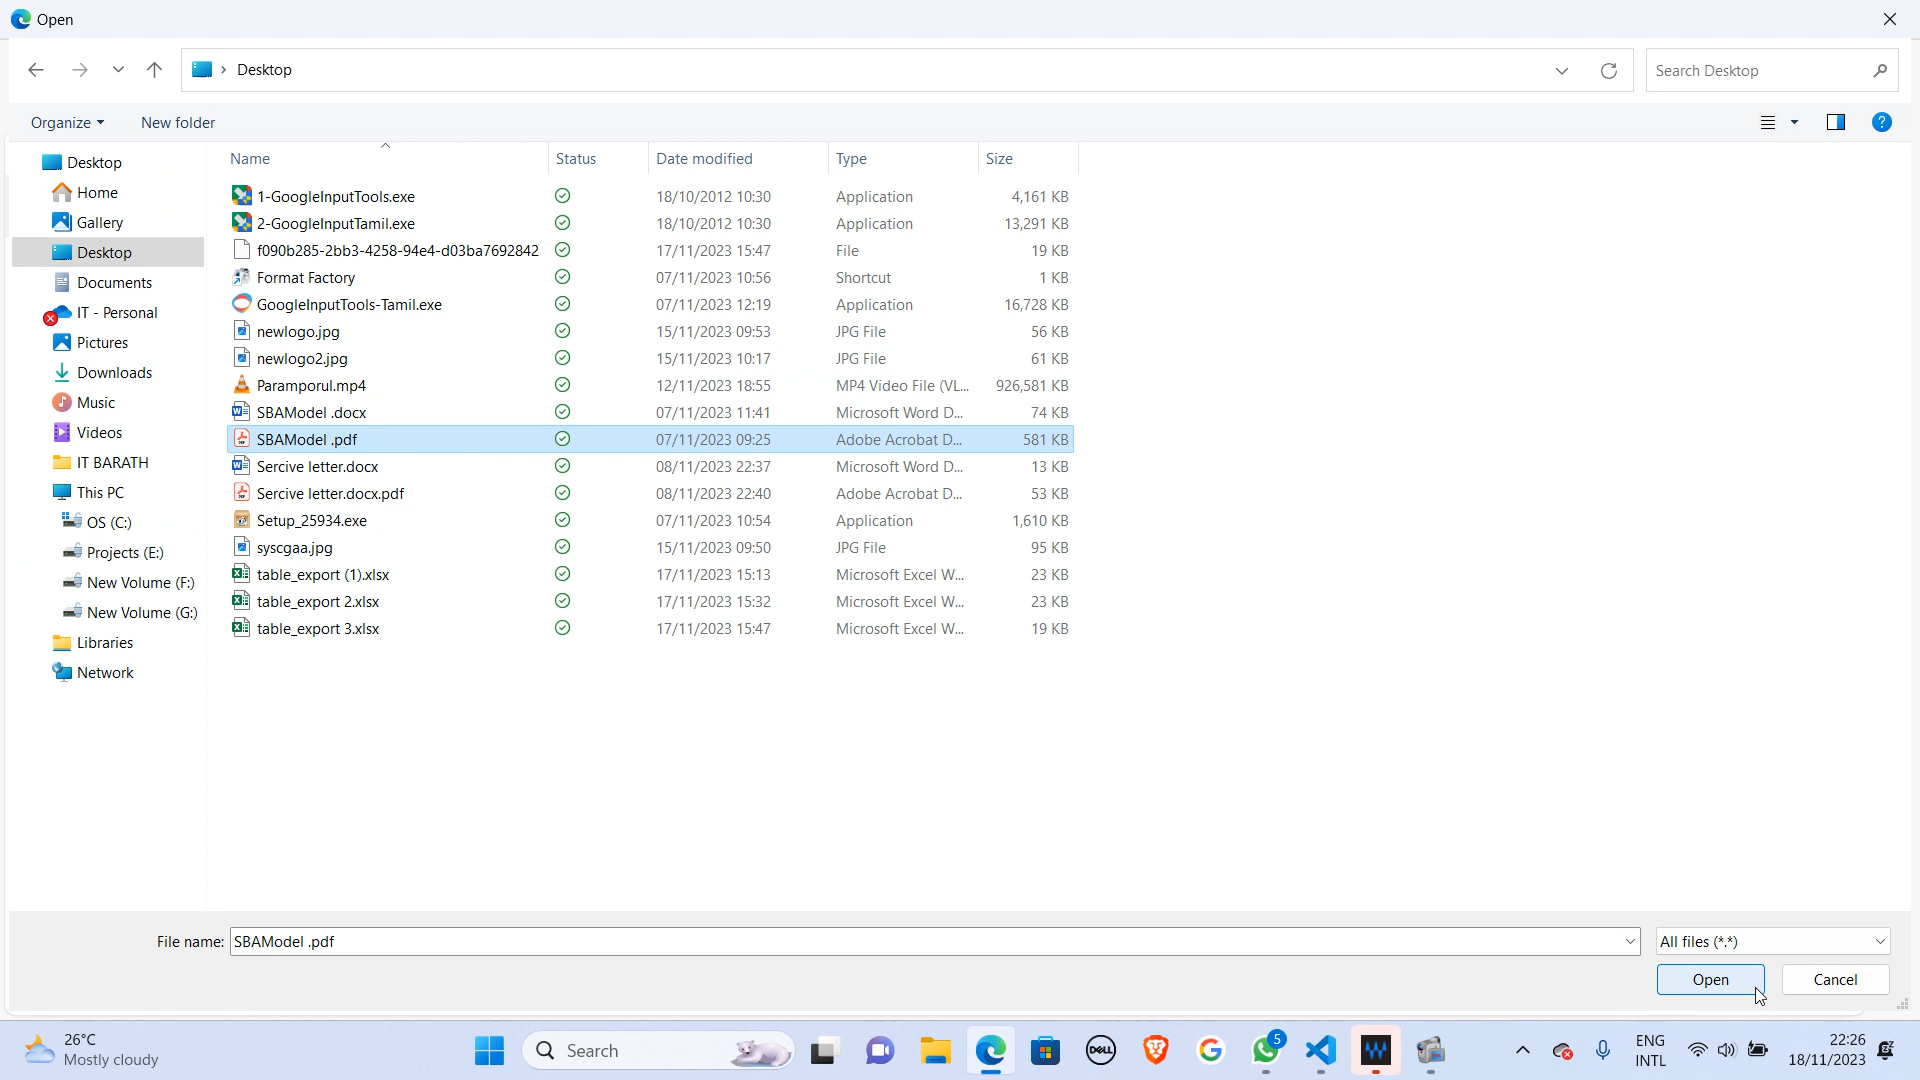 Open
Desktop
Search Desktop
Organize
New folder
Name Status Date modified Type Size
Desktop
Home
Gallery
Desktop
Documents
IT - Personal
Pictures
Downloads
Music
Videos
IT BARATH
This PC
OS (C:)
Projects (E:)
New Volume (F:)
New Volume (G:)
Libraries
Network
1-GoogleInputTools.exe 18/10/2012 10:30 Application 4,161 KB
2-GoogleInputTamil.exe 18/10/2012 10:30 Application 13,291 KB
f090b285-2bb3-4258-94e4-d03ba7692842 17/11/2023 15:47 File 19 KB
Format Factory 07/11/2023 10:56 Shortcut 1 KB
GoogleInputTools-Tamil.exe 07/11/2023 12:19 Application 16,728 KB
newlogo.jpg 15/11/2023 09:53 JPG File 56 KB
newlogo2.jpg 15/11/2023 10:17 JPG File 61 KB
Paramporul.mp4 12/11/2023 18:55 MP4 Video File (VL... 926,581 KB
SBAModel .docx 07/11/2023 11:41 Microsoft Word D... 74 KB
SBAModel .pdf 07/11/2023 09:25 Adobe Acrobat D... 581 KB
Sercive letter.docx 08/11/2023 22:37 Microsoft Word D... 13 KB
Sercive letter.docx.pdf 08/11/2023 22:40 Adobe Acrobat D... 53 KB
Setup_25934.exe 07/11/2023 10:54 Application 1,610 KB
syscgaa.jpg 15/11/2023 09:50 JPG File 95 KB
table_export (1).xlsx 17/11/2023 15:13 Microsoft Excel W... 23 KB
table_export 2.xlsx 17/11/2023 15:32 Microsoft Excel W... 23 KB
table_export 3.xlsx 17/11/2023 15:47 Microsoft Excel W... 19 KB
File name: SBAModel .pdf
All files (*.*)
Open
Cancel
26°C
Mostly cloudy
Search
DELL
5
ENG
INTL
22:26
18/11/2023